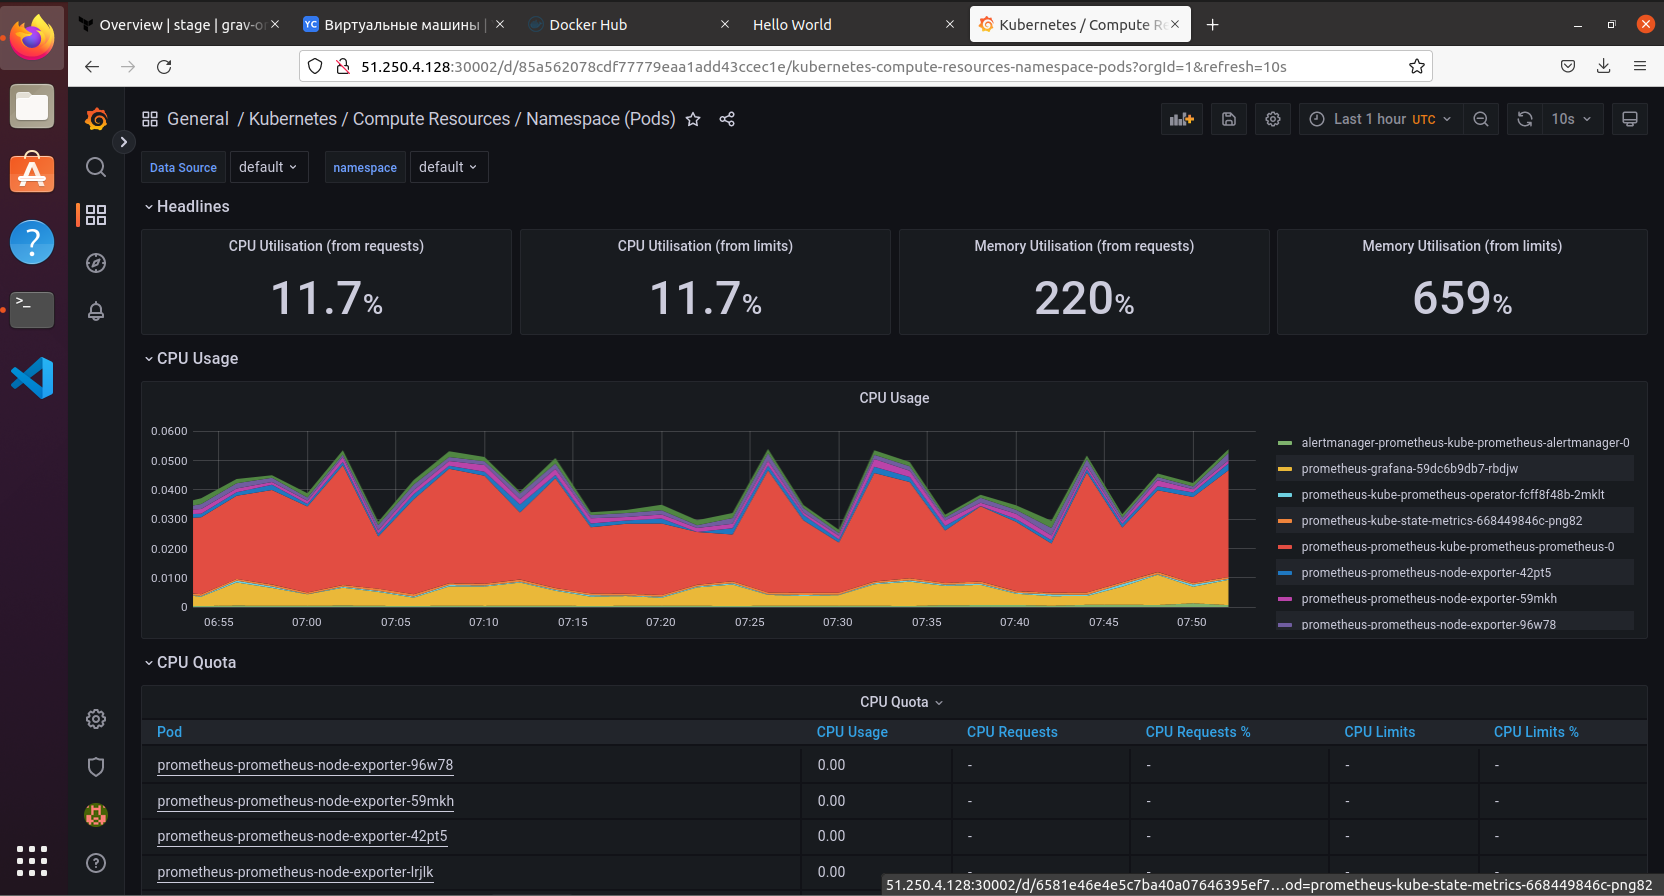 Overview | stage | grav-o
Виртуальные машины |
Docker Hub
Hello World
Kubernetes / Compute Re
51.250.4.128:30002/d/85a562078cdf77779eaa1add43ccec1e/kubernetes-compute-resources-namespace-pods?orgId=1&refresh=10s
General / Kubernetes / Compute Resources / Namespace (Pods)
Last 1 hour UTC
10s
Data Source default namespace default
Headlines
CPU Utilisation (from requests)
11.7%
CPU Utilisation (from limits)
11.7%
Memory Utilisation (from requests)
220%
Memory Utilisation (from limits)
659%
CPU Usage
CPU Usage
0.0600
0.0500
0.0400
0.0300
0.0200
0.0100
0
06:55 07:00 07:05 07:10 07:15 07:20 07:25 07:30 07:35 07:40 07:45 07:50
alertmanager-prometheus-kube-prometheus-alertmanager-0
prometheus-grafana-59dc6b9db7-rbdjw
prometheus-kube-prometheus-operator-fcff8f48b-2mklt
prometheus-kube-state-metrics-668449846c-png82
prometheus-prometheus-kube-prometheus-prometheus-0
prometheus-prometheus-node-exporter-42pt5
prometheus-prometheus-node-exporter-59mkh
prometheus-prometheus-node-exporter-96w78
CPU Quota
CPU Quota
Pod CPU Usage CPU Requests CPU Requests % CPU Limits CPU Limits %
prometheus-prometheus-node-exporter-96w78 0.00 - - - -
prometheus-prometheus-node-exporter-59mkh 0.00 - - - -
prometheus-prometheus-node-exporter-42pt5 0.00 - - - -
prometheus-prometheus-node-exporter-lrjlk 0.00 - - - -
51.250.4.128:30002/d/6581e46e4e5c7ba40a07646395ef7...od=prometheus-kube-state-metrics-668449846c-png82